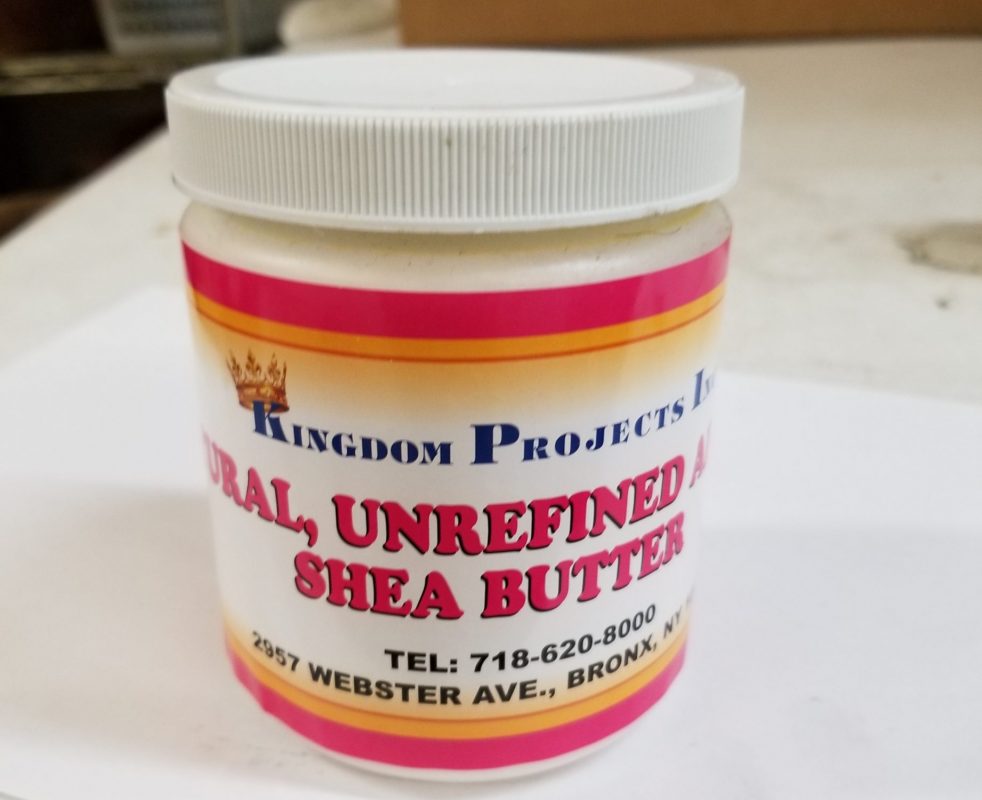 KINGDOM PROJECTS
URAL, UNREFINED
SHEA BUTTER
TEL: 718-620-8000
2957 WEBSTER AVE., BRONX, NY